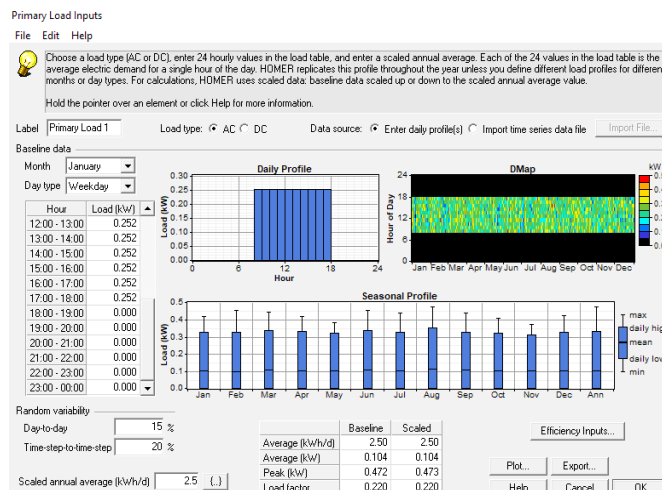 Primary Load Inputs
File Edit Help
Choose a load type (AC or DC), enter 24 hourly values in the load table, and enter a scaled annual average. Each of the 24 values in the load table is the
average electric demand for a single hour of the day. HOMER replicates this profile throughout the year unless you define different load profiles for differen
months or day types. For calculations, HOMER uses scaled data: baseline data scaled up or down to the scaled annual average value.
Hold the pointer over an element or click Help for more information.
Label Primary Load 1 Load type: AC DC Data source: Enter daily profile(s) Import time series data file Import File...
Baseline data
Month January
Day type Weekday
Hour Load (kW)
12:00 - 13:00 0.252
13:00 - 14:00 0.252
14:00 - 15:00 0.252
15:00 - 16:00 0.252
16:00 - 17:00 0.252
17:00 - 18:00 0.252
18:00 - 19:00 0.000
19:00 - 20:00 0.000
20:00 - 21:00 0.000
21:00 - 22:00 0.000
22:00 - 23:00 0.000
23:00 - 00:00 0.000
Daily Profile
Load (kW)
0.30
0.25
0.20
0.15
0.10
0.05
0.00
0 6 12 18 24
Hour
DMap
Hour of Day
24
18
12
6
0
Jan Feb Mar Apr May Jun Jul Aug Sep Oct Nov Dec
kW
Seasonal Profile
Load (kW)
0.5
0.4
0.3
0.2
0.1
0.0
Jan Feb Mar Apr May Jun Jul Aug Sep Oct Nov Dec Ann
max
daily hig
mean
daily low
min
Random variability
Day-to-day 15 %
Time-step-to-time-step 20 %
Scaled annual average (kWh/d) 2.5 {..}
Baseline Scaled
Average (kWh/d) 2.50 2.50
Average (kW) 0.104 0.104
Peak (kW) 0.472 0.473
Load factor 0.220 0.220
Efficiency Inputs...
Plot... Export...
Help Cancel OK